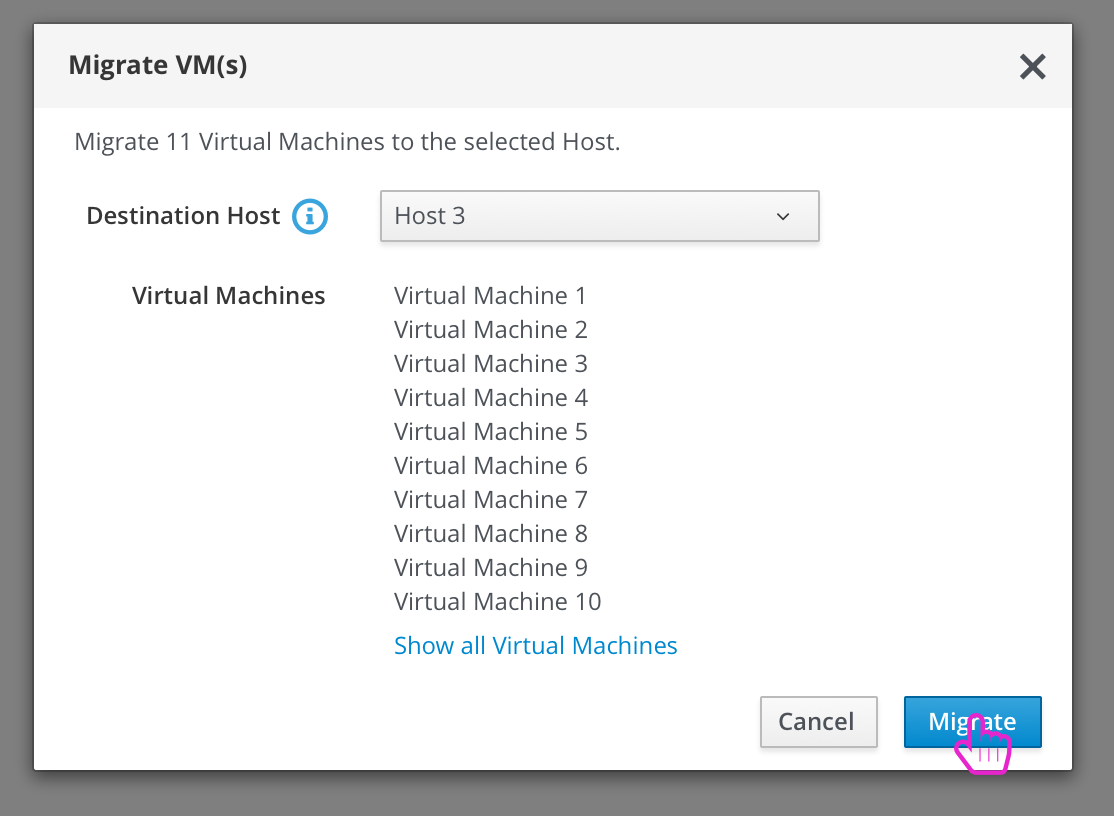 Migrate VM(s)
Migrate 11 Virtual Machines to the selected Host.
Destination Host
Host 3
Virtual Machines
Virtual Machine 1
Virtual Machine 2
Virtual Machine 3
Virtual Machine 4
Virtual Machine 5
Virtual Machine 6
Virtual Machine 7
Virtual Machine 8
Virtual Machine 9
Virtual Machine 10
Show all Virtual Machines
Cancel
Migrate